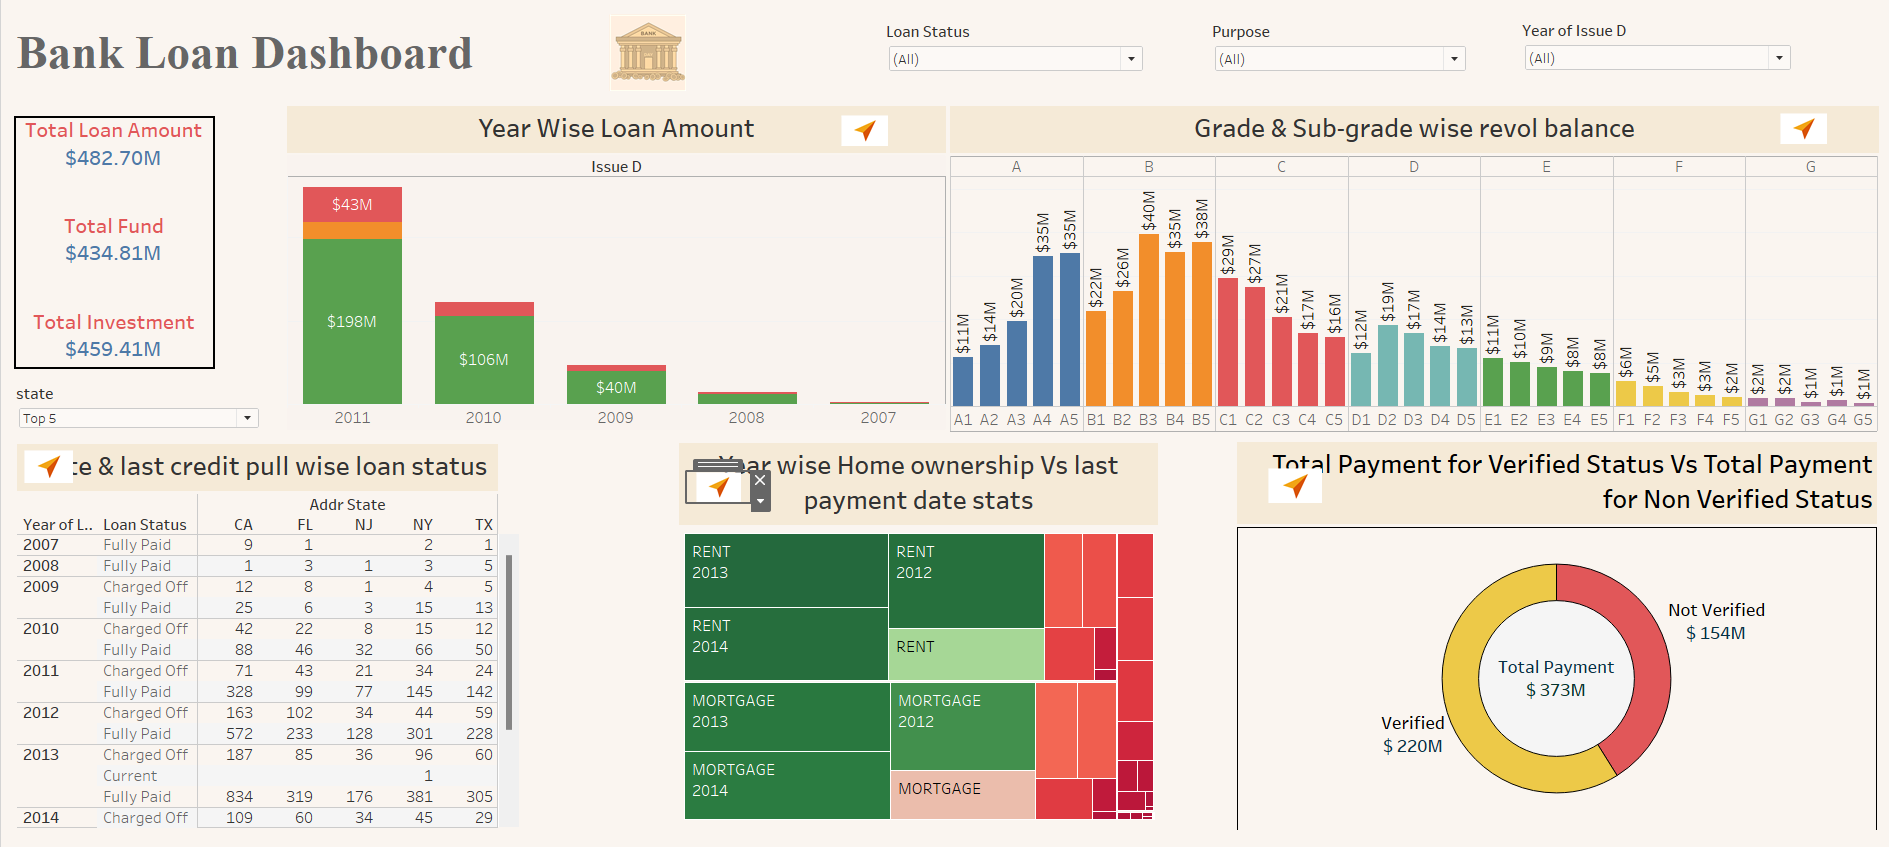 Bank Loan Dashboard
BANK
Loan Status
(All)
Purpose
(All)
Year of Issue D
(All)
Total Loan Amount
$482.70M
Total Fund
$434.81M
Total Investment
$459.41M
state
Top 5
Year Wise Loan Amount
Issue D
$43M
$198M
$106M
$40M
2011 2010 2009 2008 2007
Grade & Sub-grade wise revol balance
A B C D E F G
$11M $14M $20M $35M $35M $22M $26M $40M $35M $38M $29M $27M $21M $17M $16M $12M $19M $17M $14M $13M $11M $10M $9M $8M $8M $6M $5M $3M $3M $2M $2M $2M $1M $1M $1M
A1 A2 A3 A4 A5 B1 B2 B3 B4 B5 C1 C2 C3 C4 C5 D1 D2 D3 D4 D5 E1 E2 E3 E4 E5 F1 F2 F3 F4 F5 G1 G2 G3 G4 G5
te & last credit pull wise loan status
Addr State
Year of L.. Loan Status CA FL NJ NY TX
2007 Fully Paid 9 1 2 1
2008 Fully Paid 1 3 1 3 5
2009 Charged Off 12 8 1 4 5
Fully Paid 25 6 3 15 13
2010 Charged Off 42 22 8 15 12
Fully Paid 88 46 32 66 50
2011 Charged Off 71 43 21 34 24
Fully Paid 328 99 77 145 142
2012 Charged Off 163 102 34 44 59
Fully Paid 572 233 128 301 228
2013 Charged Off 187 85 36 96 60
Current 1
Fully Paid 834 319 176 381 305
2014 Charged Off 109 60 34 45 29
Year wise Home ownership Vs last
payment date stats
RENT
2013
RENT
2012
RENT
2014
RENT
MORTGAGE
2013
MORTGAGE
2012
MORTGAGE
2014
MORTGAGE
Total Payment for Verified Status Vs Total Payment
for Non Verified Status
Not Verified
$ 154M
Total Payment
$ 373M
Verified
$ 220M